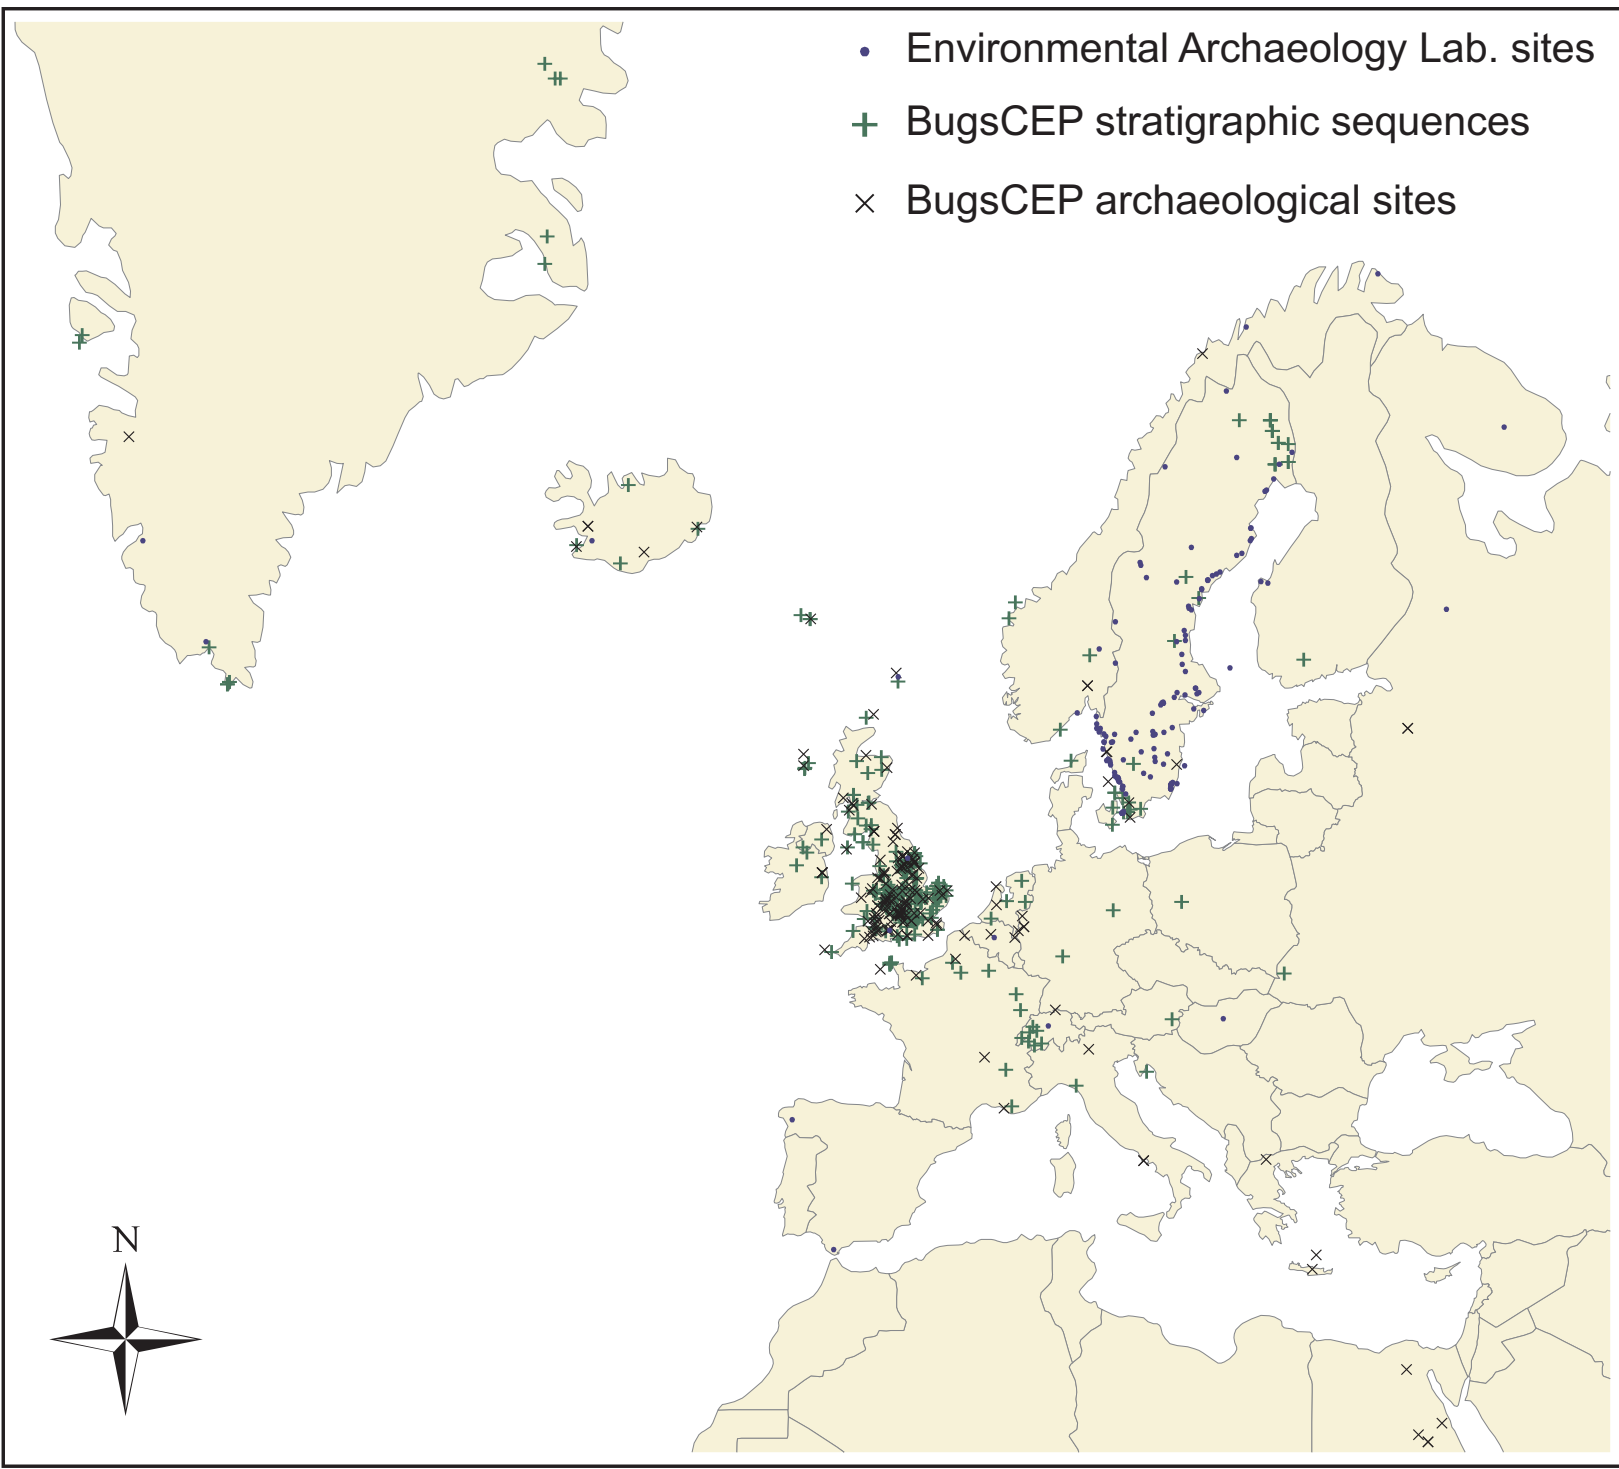 Environmental Archaeology Lab. sites
BugsCEP stratigraphic sequences
BugsCEP archaeological sites
N